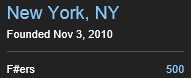 New York, NY
Founded Nov 3, 2010
F#ers 500